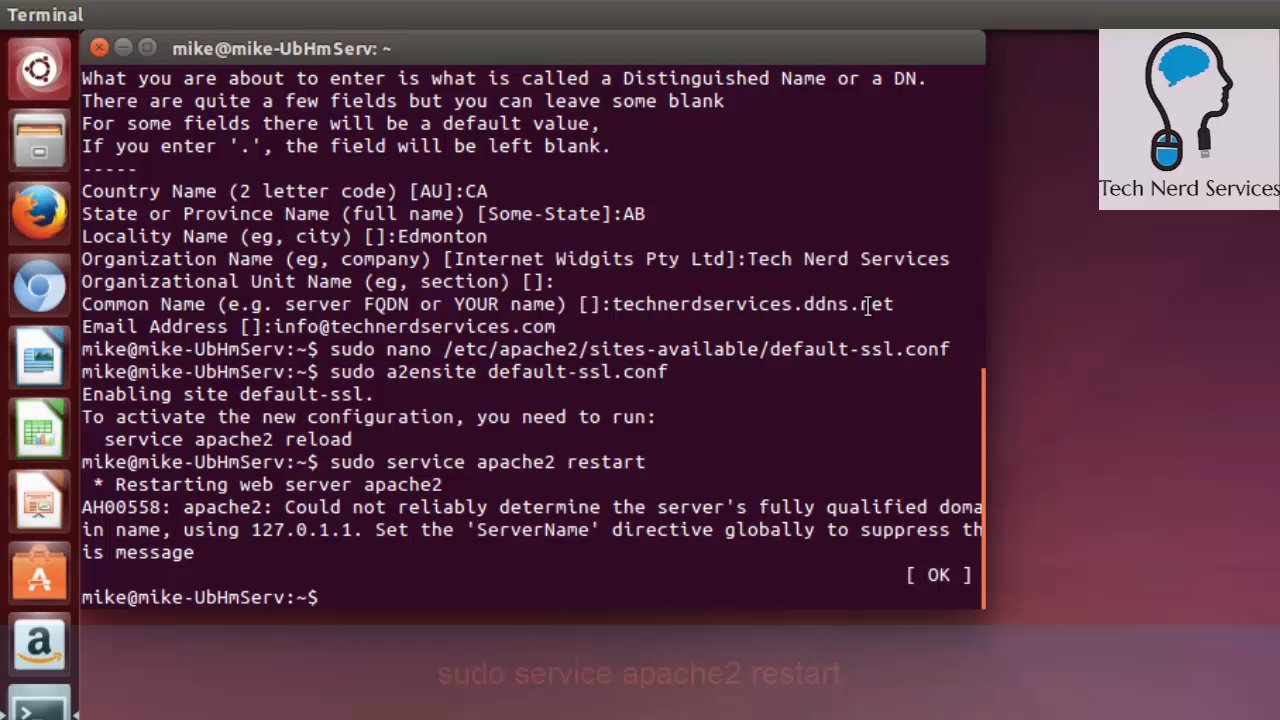 Terminal
mike@mike-UbHmServ: ~
What you are about to enter is what is called a Distinguished Name or a DN.
There are quite a few fields but you can leave some blank
For some fields there will be a default value,
If you enter '.', the field will be left blank.
-----
Country Name (2 letter code) [AU]:CA
State or Province Name (full name) [Some-State]:AB
Locality Name (eg, city) []:Edmonton
Organization Name (eg, company) [Internet Widgits Pty Ltd]:Tech Nerd Services
Organizational Unit Name (eg, section) []:
Common Name (e.g. server FQDN or YOUR name) []:technerdservices.ddns.net
Email Address []:info@technerdservices.com
mike@mike-UbHmServ:~$ sudo nano /etc/apache2/sites-available/default-ssl.conf
mike@mike-UbHmServ:~$ sudo a2ensite default-ssl.conf
Enabling site default-ssl.
To activate the new configuration, you need to run:
  service apache2 reload
mike@mike-UbHmServ:~$ sudo service apache2 restart
 * Restarting web server apache2
AH00558: apache2: Could not reliably determine the server's fully qualified doma
in name, using 127.0.1.1. Set the 'ServerName' directive globally to suppress th
is message
[ OK ]
mike@mike-UbHmServ:~$
Tech Nerd Services
sudo service apache2 restart